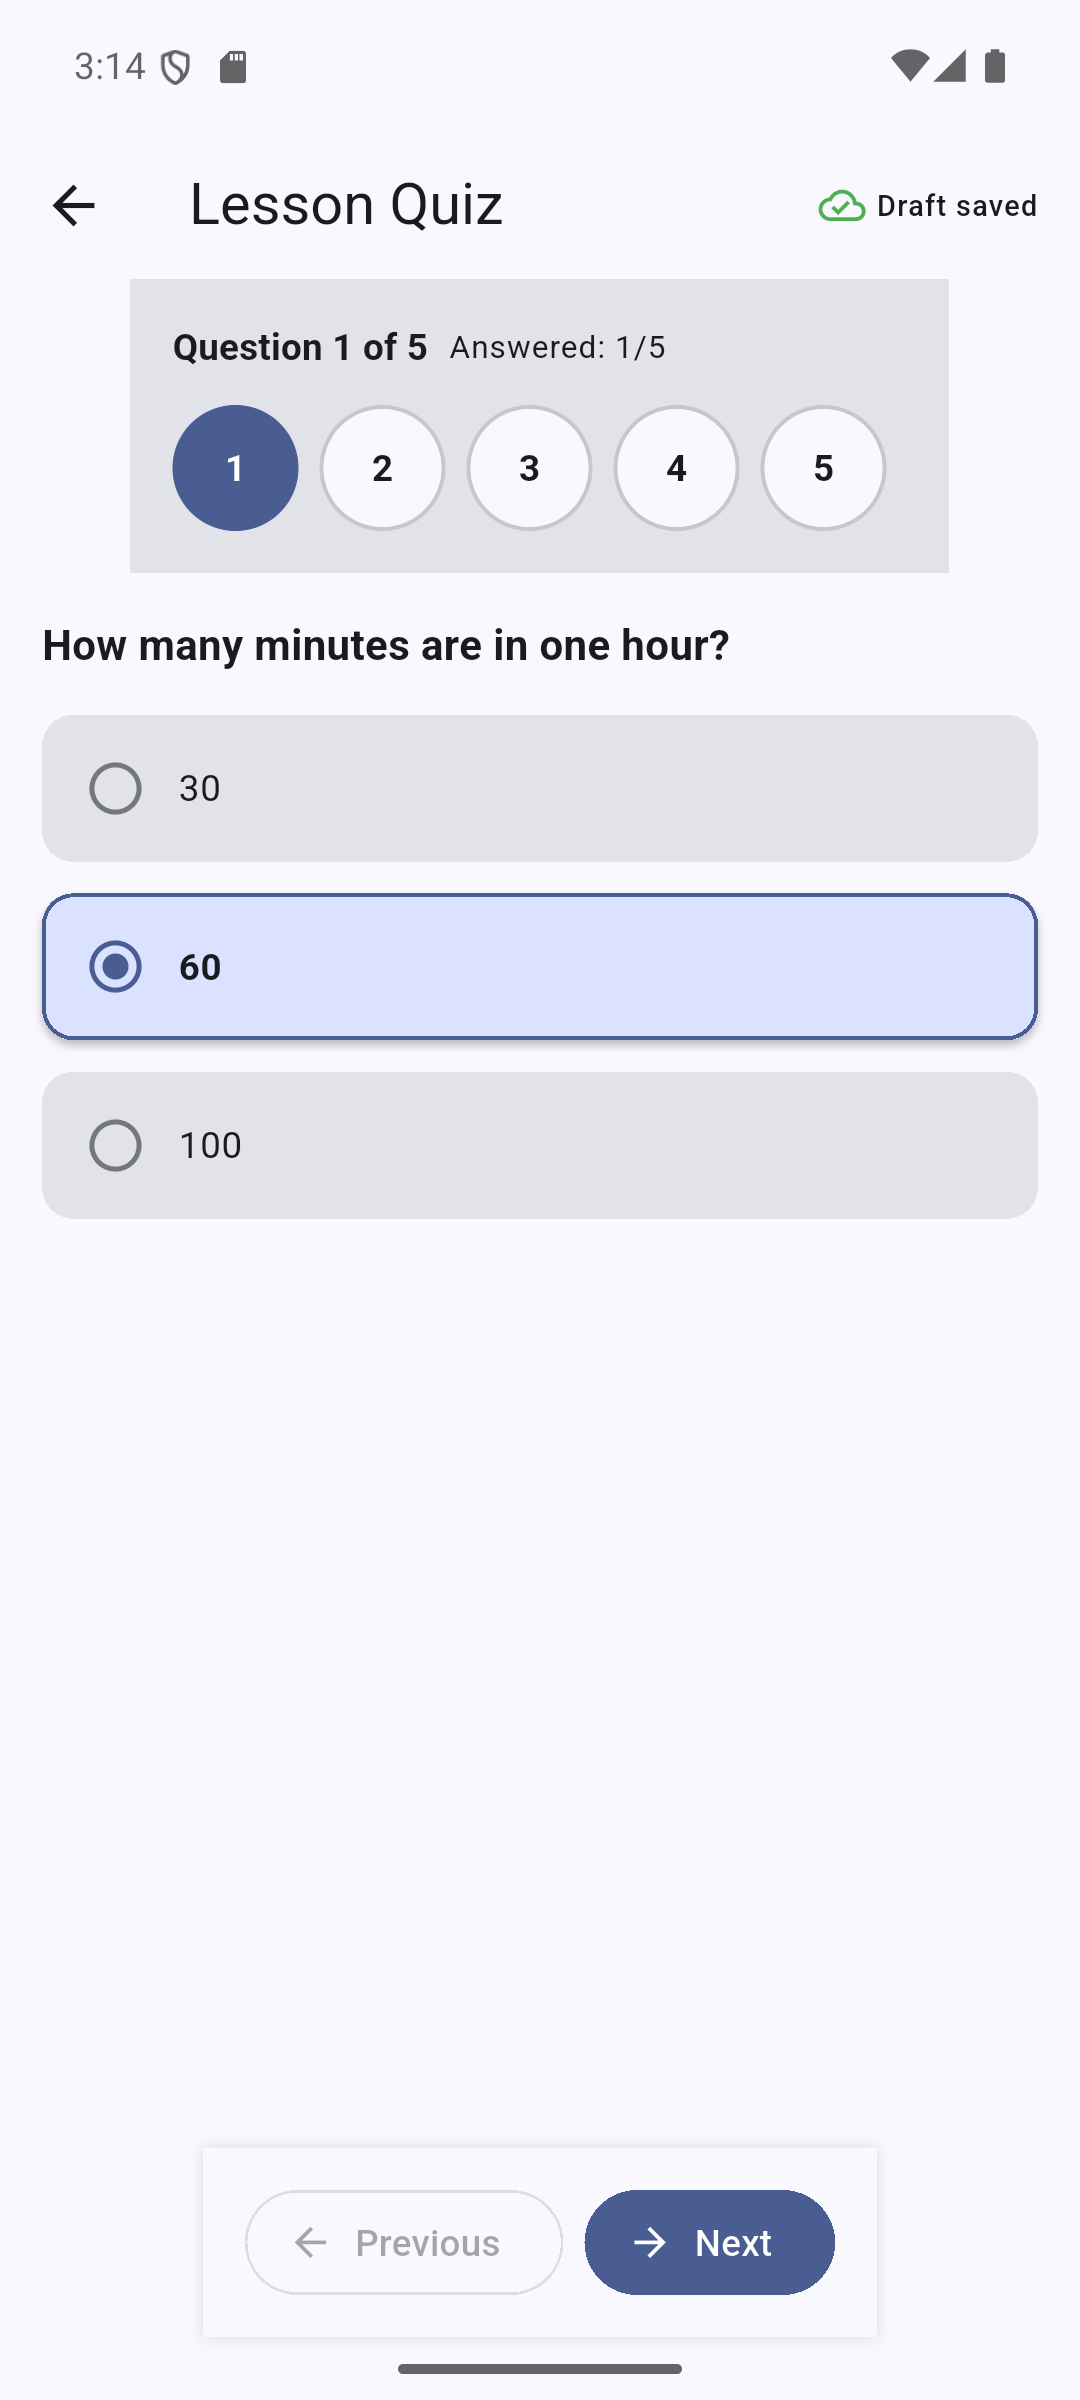 3:14
Lesson Quiz
Draft saved
Question 1 of 5 Answered: 1/5
1 2 3 4 5
How many minutes are in one hour?
30
60
100
Previous
Next